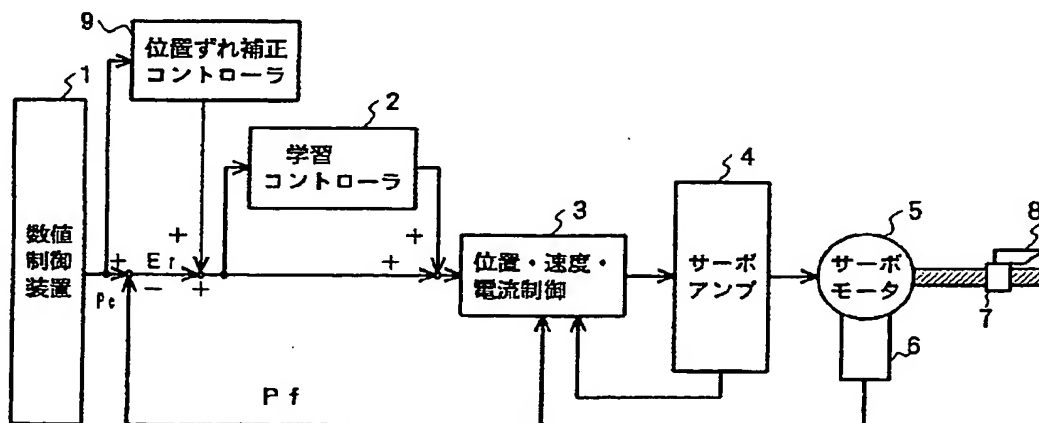 9
位置ずれ補正
コントローラ
1
2
学習
コントローラ
4
3
5
8
数値
制御
装置
+
Pc
Er
−
+
+
+
+
位置・速度・
電流制御
サーボ
アンプ
サーボ
モータ
7
6
Pf